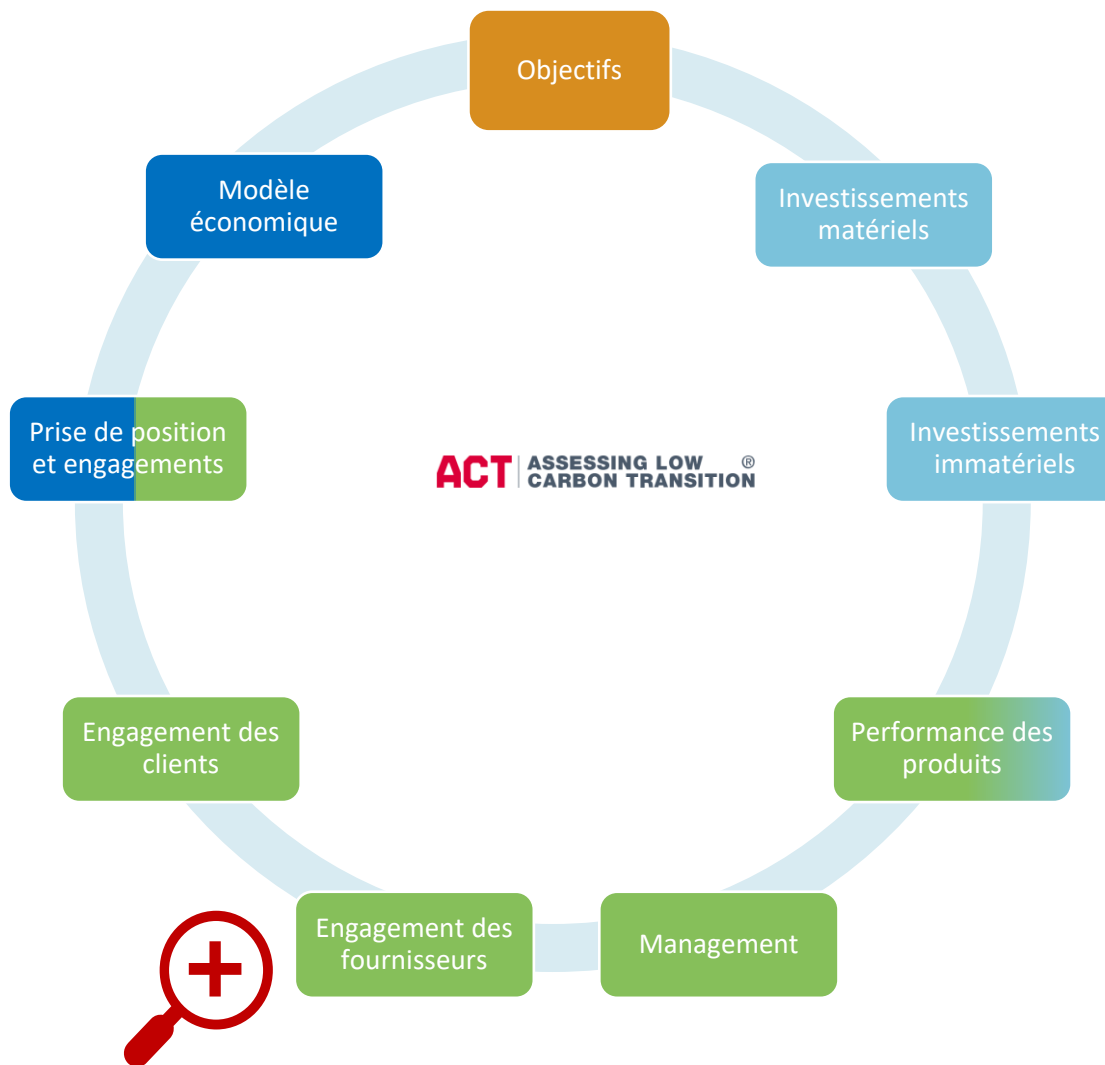 Objectifs
Modèle
économique
Investissements
matériels
Prise de position
et engagements
ACT | ASSESSING LOW ®
CARBON TRANSITION
Investissements
immatériels
Engagement des
clients
Performance des
produits
Engagement des
fournisseurs
Management